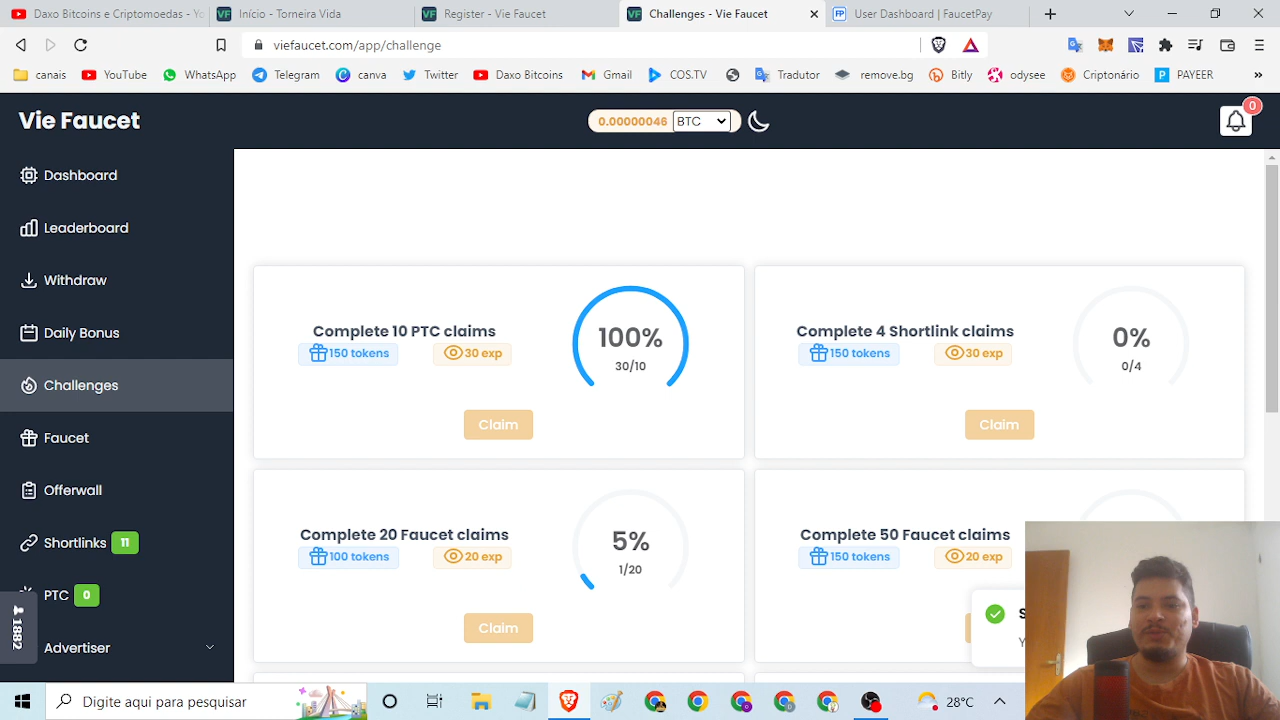 Daxo Bitcoins e Criptomoedas - Yo
Início - Torneira Vida
Register - Vie Faucet
Challenges - Vie Faucet
User Dashboard | FaucetPay
viefaucet.com/app/challenge
canais
YouTube
WhatsApp
Telegram
canva
Twitter
Daxo Bitcoins
Gmail
COS.TV
Tradutor
remove.bg
Bitly
odysee
Criptonário
PAYEER
Vie Faucet
0.00000046 BTC
0
Dashboard
Leaderboard
Withdraw
Daily Bonus
Challenges
Faucet
Offerwall
Shortlinks 11
PTC 0
Advertiser
1882
Complete 10 PTC claims
150 tokens
30 exp
100%
30/10
Claim
Complete 4 Shortlink claims
150 tokens
30 exp
0%
0/4
Claim
Complete 20 Faucet claims
100 tokens
20 exp
5%
1/20
Claim
Complete 50 Faucet claims
150 tokens
20 exp
Digite aqui para pesquisar
28°C